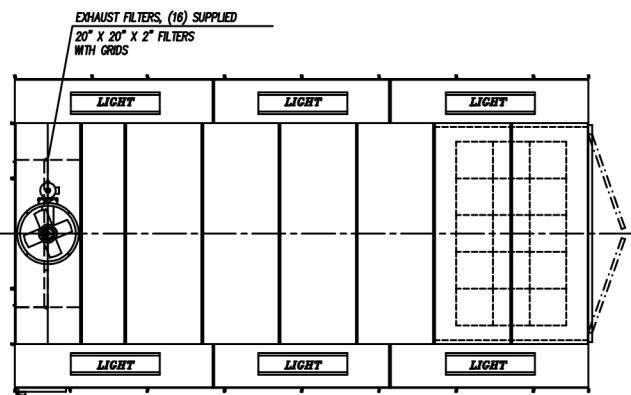 EXHAUST FILTERS, (16) SUPPLIED
20" X 20" X 2" FILTERS
WITH GRIDS
LIGHT
LIGHT
LIGHT
LIGHT
LIGHT
LIGHT